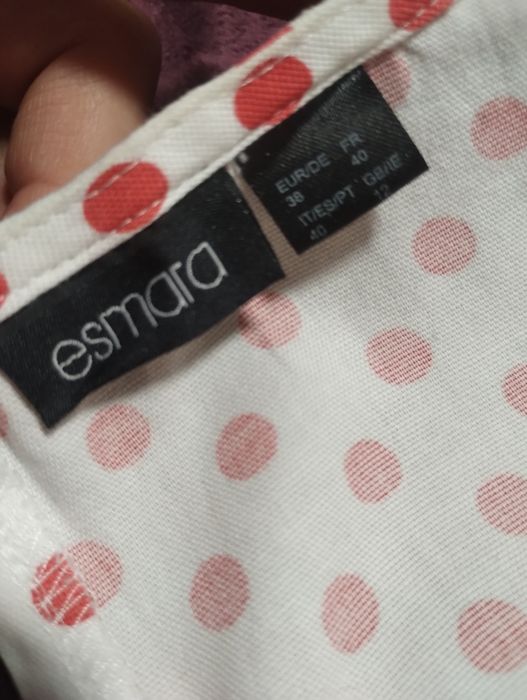 esmara
EUR/DE FR
38 40
IT/ES/PT GB/IE
40 12